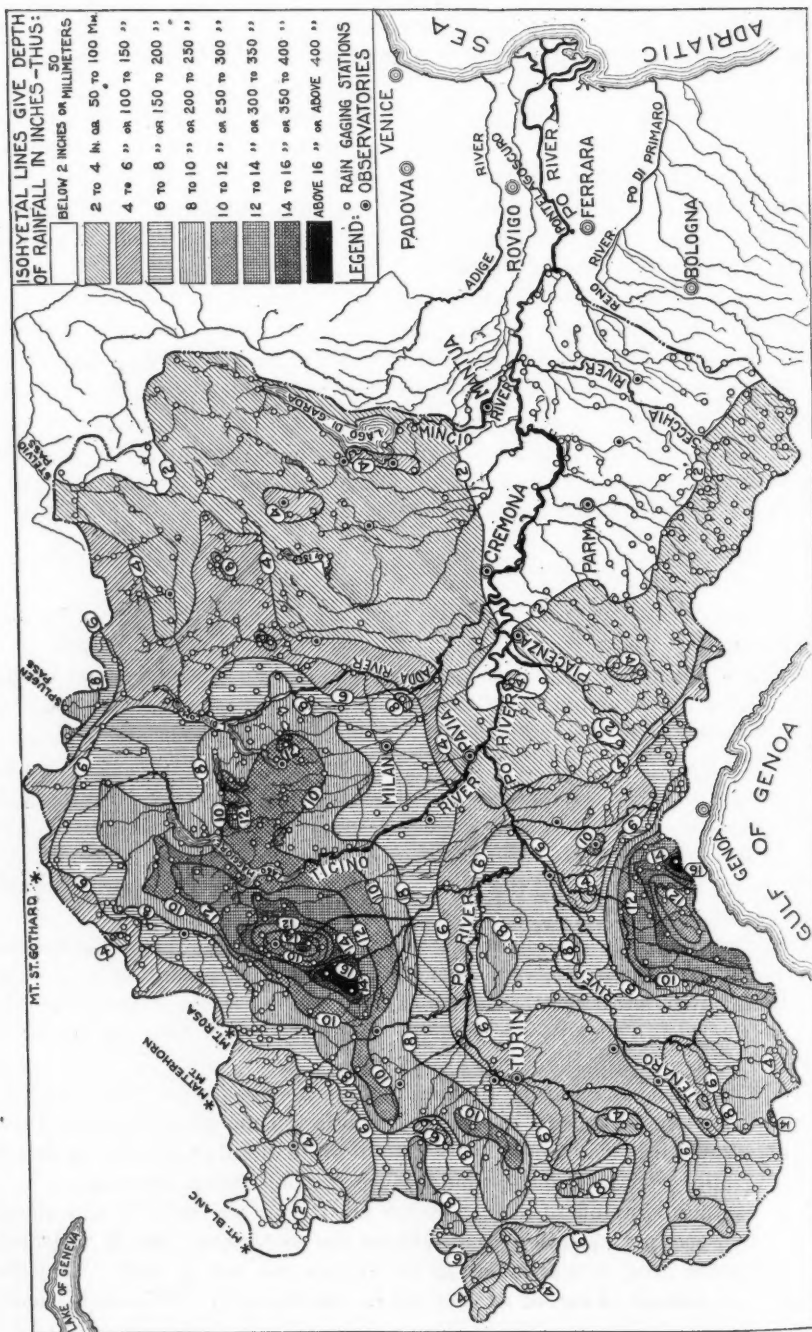 ISOHYETAL LINES GIVE DEPTH
OF RAINFALL IN INCHES-THUS:
BELOW 2 INCHES OR 50 MILLIMETERS
2 TO 4 IN. OR 50 TO 100 MM.
4 TO 6 " OR 100 TO 150 "
6 TO 8 " OR 150 TO 200 "
8 TO 10 " OR 200 TO 250 "
10 TO 12 " OR 250 TO 300 "
12 TO 14 " OR 300 TO 350 "
14 TO 16 " OR 350 TO 400 "
ABOVE 16 " OR ABOVE 400 "
LEGEND: RAIN GAGING STATIONS
OBSERVATORIES
LAKE OF GENEVA
MT. BLANC
MATTERHORN
MT.
MT. ROSA
MT. ST. GOTHARD
SPLUGEN
PASS
STELVIO
PASS
LAGO DI GARDA
MINCIO
MANTUA
RIVER
ADDA RIVER
CREMONA
MILAN
PAVIA
TICINO
RIVER
PO RIVER
PO RIVER
TURIN
TENARO
RIVER
PIACENZA
PARMA
SECCHIA
RIVERS
ADIGE
RIVER
PADOVA
VENICE
ROVIGO
PONTELAGOSCURO
PO
RIVER
FERRARA
RENO
RIVER
PO DI PRIMARO
BOLOGNA
ADRIATIC
SEA
GENOA
GULF OF GENOA